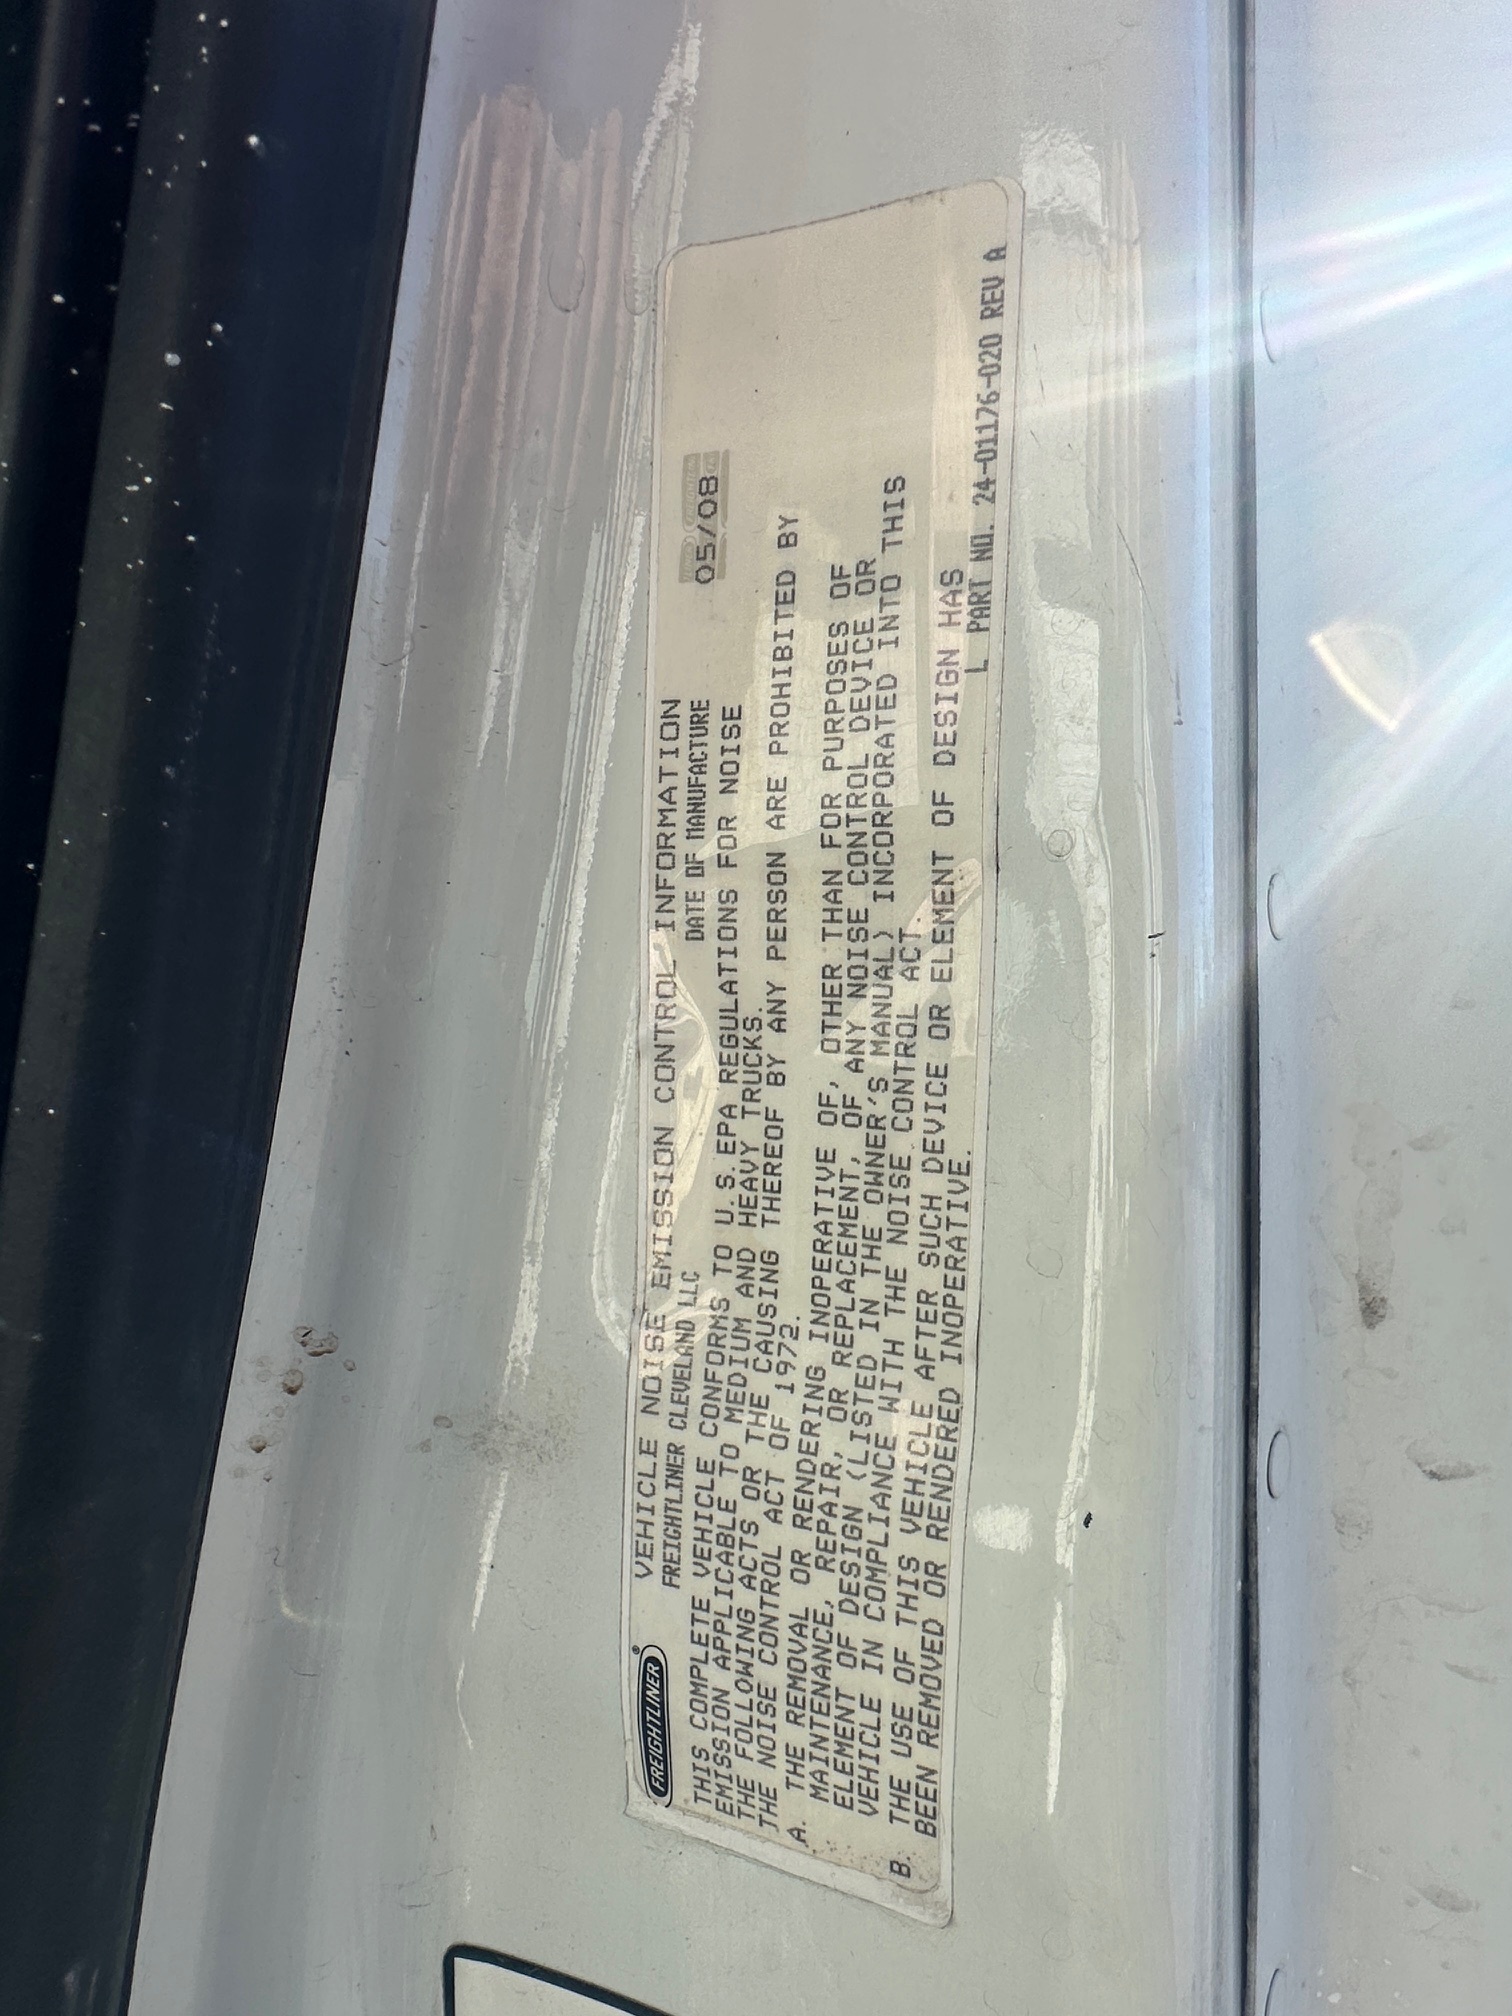 FREIGHTLINER®
VEHICLE NOISE EMISSION CONTROL INFORMATION
FREIGHTLINER CLEVELAND LLC DATE OF MANUFACTURE 05/08
THIS COMPLETE VEHICLE CONFORMS TO U.S. EPA REGULATIONS FOR NOISE
EMISSION APPLICABLE TO MEDIUM AND HEAVY TRUCKS.
THE FOLLOWING ACTS OR THE CAUSING THEREOF BY ANY PERSON ARE PROHIBITED BY
THE NOISE CONTROL ACT OF 1972.
A. THE REMOVAL OR RENDERING INOPERATIVE OF, OTHER THAN FOR PURPOSES OF
MAINTENANCE, REPAIR, OR REPLACEMENT, OF ANY NOISE CONTROL DEVICE OR
ELEMENT OF DESIGN (LISTED IN THE OWNER'S MANUAL) INCORPORATED INTO THIS
VEHICLE IN COMPLIANCE WITH THE NOISE CONTROL ACT.
B. THE USE OF THIS VEHICLE AFTER SUCH DEVICE OR ELEMENT OF DESIGN HAS
BEEN REMOVED OR RENDERED INOPERATIVE.
L PART NO. 24-01176-020 REV A